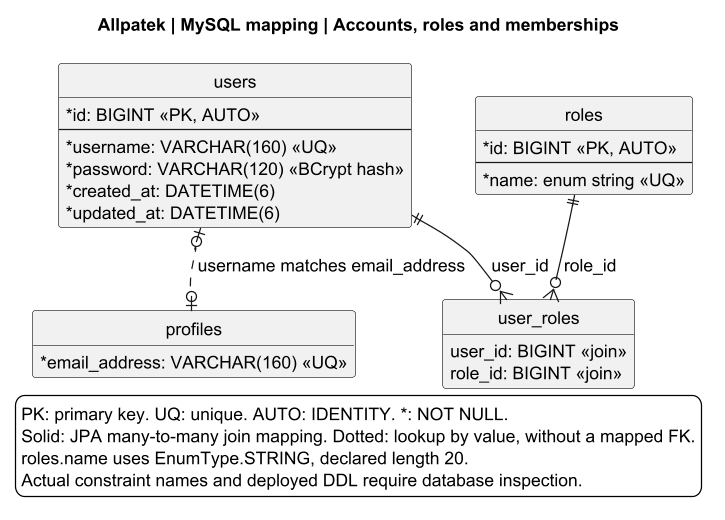 Allpatek | MySQL mapping | Accounts, roles and memberships
users
*id: BIGINT «PK, AUTO»
*username: VARCHAR(160) «UQ»
*password: VARCHAR(120) «BCrypt hash»
*created_at: DATETIME(6)
*updated_at: DATETIME(6)
roles
*id: BIGINT «PK, AUTO»
*name: enum string «UQ»
username matches email_address
user_id
role_id
profiles
*email_address: VARCHAR(160) «UQ»
user_roles
user_id: BIGINT «join»
role_id: BIGINT «join»
PK: primary key. UQ: unique. AUTO: IDENTITY. *: NOT NULL.
Solid: JPA many-to-many join mapping. Dotted: lookup by value, without a mapped FK.
roles.name uses EnumType.STRING, declared length 20.
Actual constraint names and deployed DDL require database inspection.